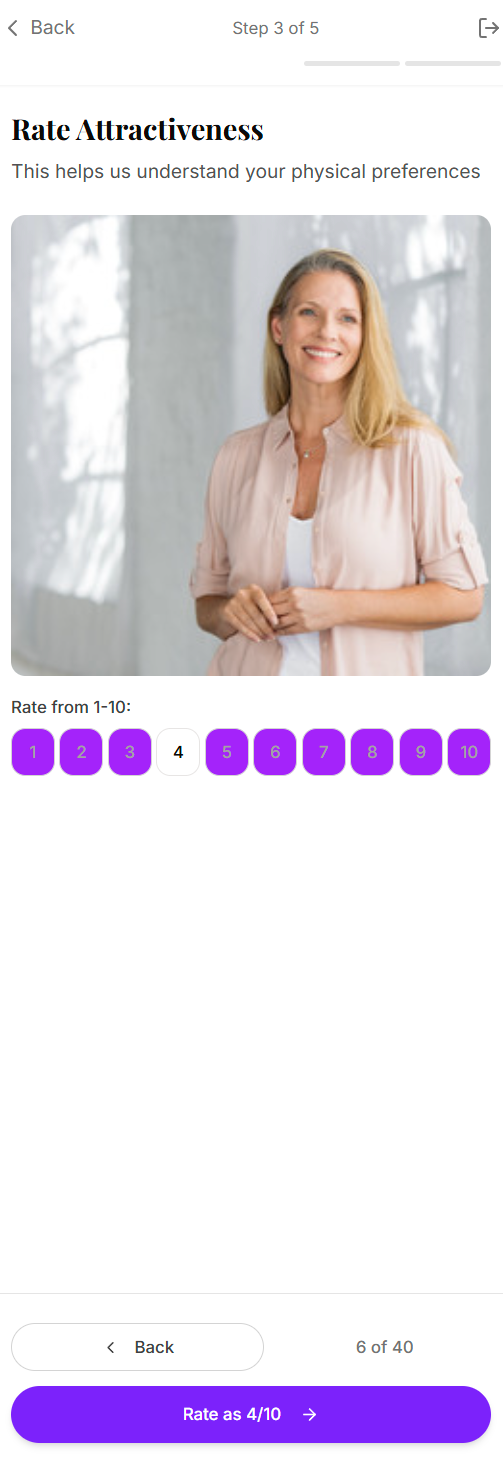 Back
Step 3 of 5
Rate Attractiveness
This helps us understand your physical preferences
Rate from 1-10:
1 2 3 4 5 6 7 8 9 10
Back
6 of 40
Rate as 4/10